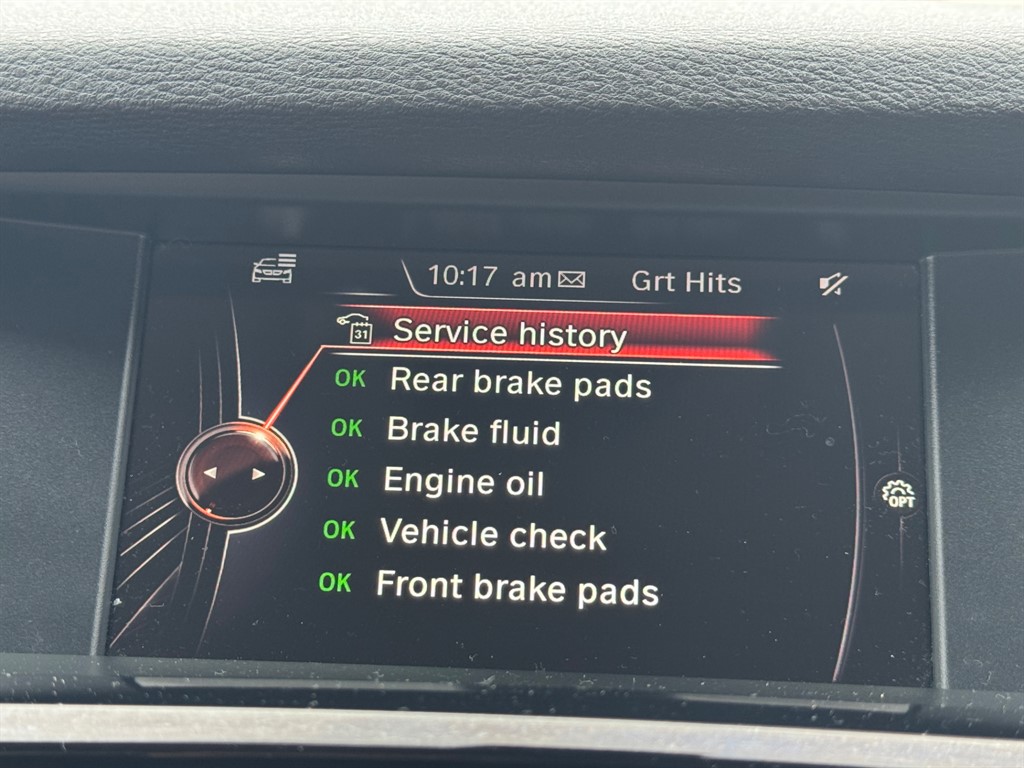 10:17 am Grt Hits
31 Service history
OK Rear brake pads
OK Brake fluid
OK Engine oil
OPT
OK Vehicle check
OK Front brake pads